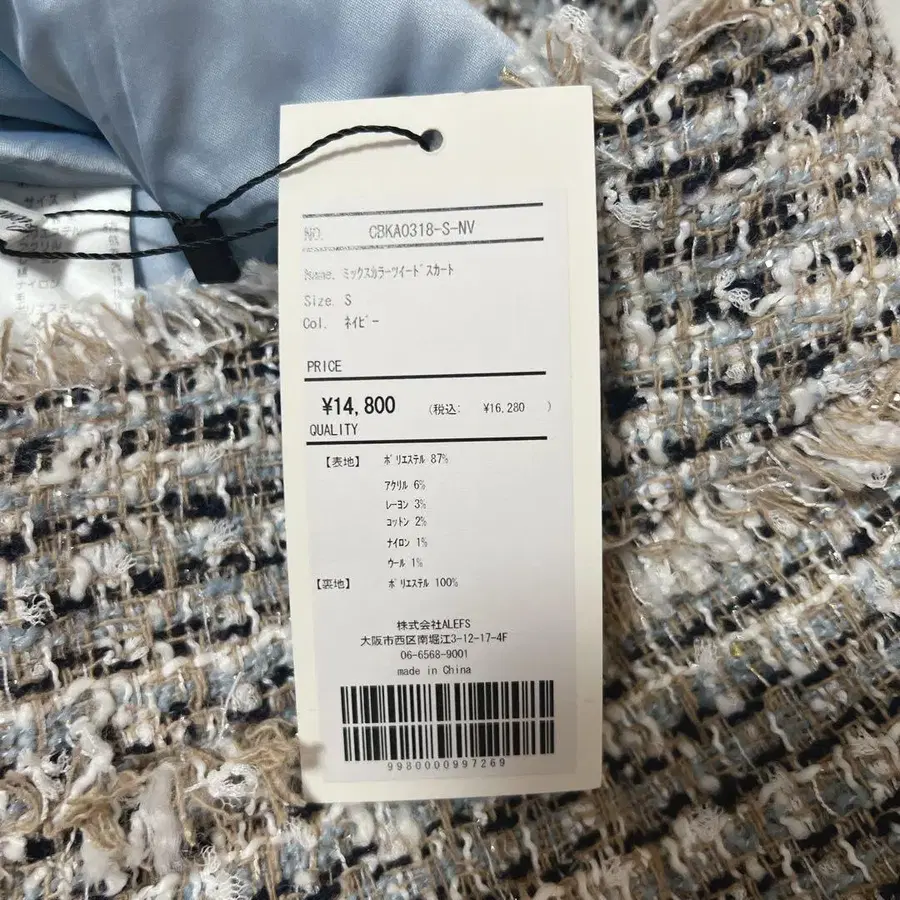 NO. CBKA0318-S-NV
Name. ミックスカラーツイードスカート
Size. S
Col. ネイビー
PRICE
¥14,800 (税込: ¥16,280 )
QUALITY
【表地】 ポリエステル 87%
アクリル 6%
レーヨン 3%
コットン 2%
ナイロン 1%
ウール 1%
【裏地】 ポリエステル 100%
株式会社ALEFS
大阪市西区南堀江3-12-17-4F
06-6568-9001
made in China
9980000997269
サイズ